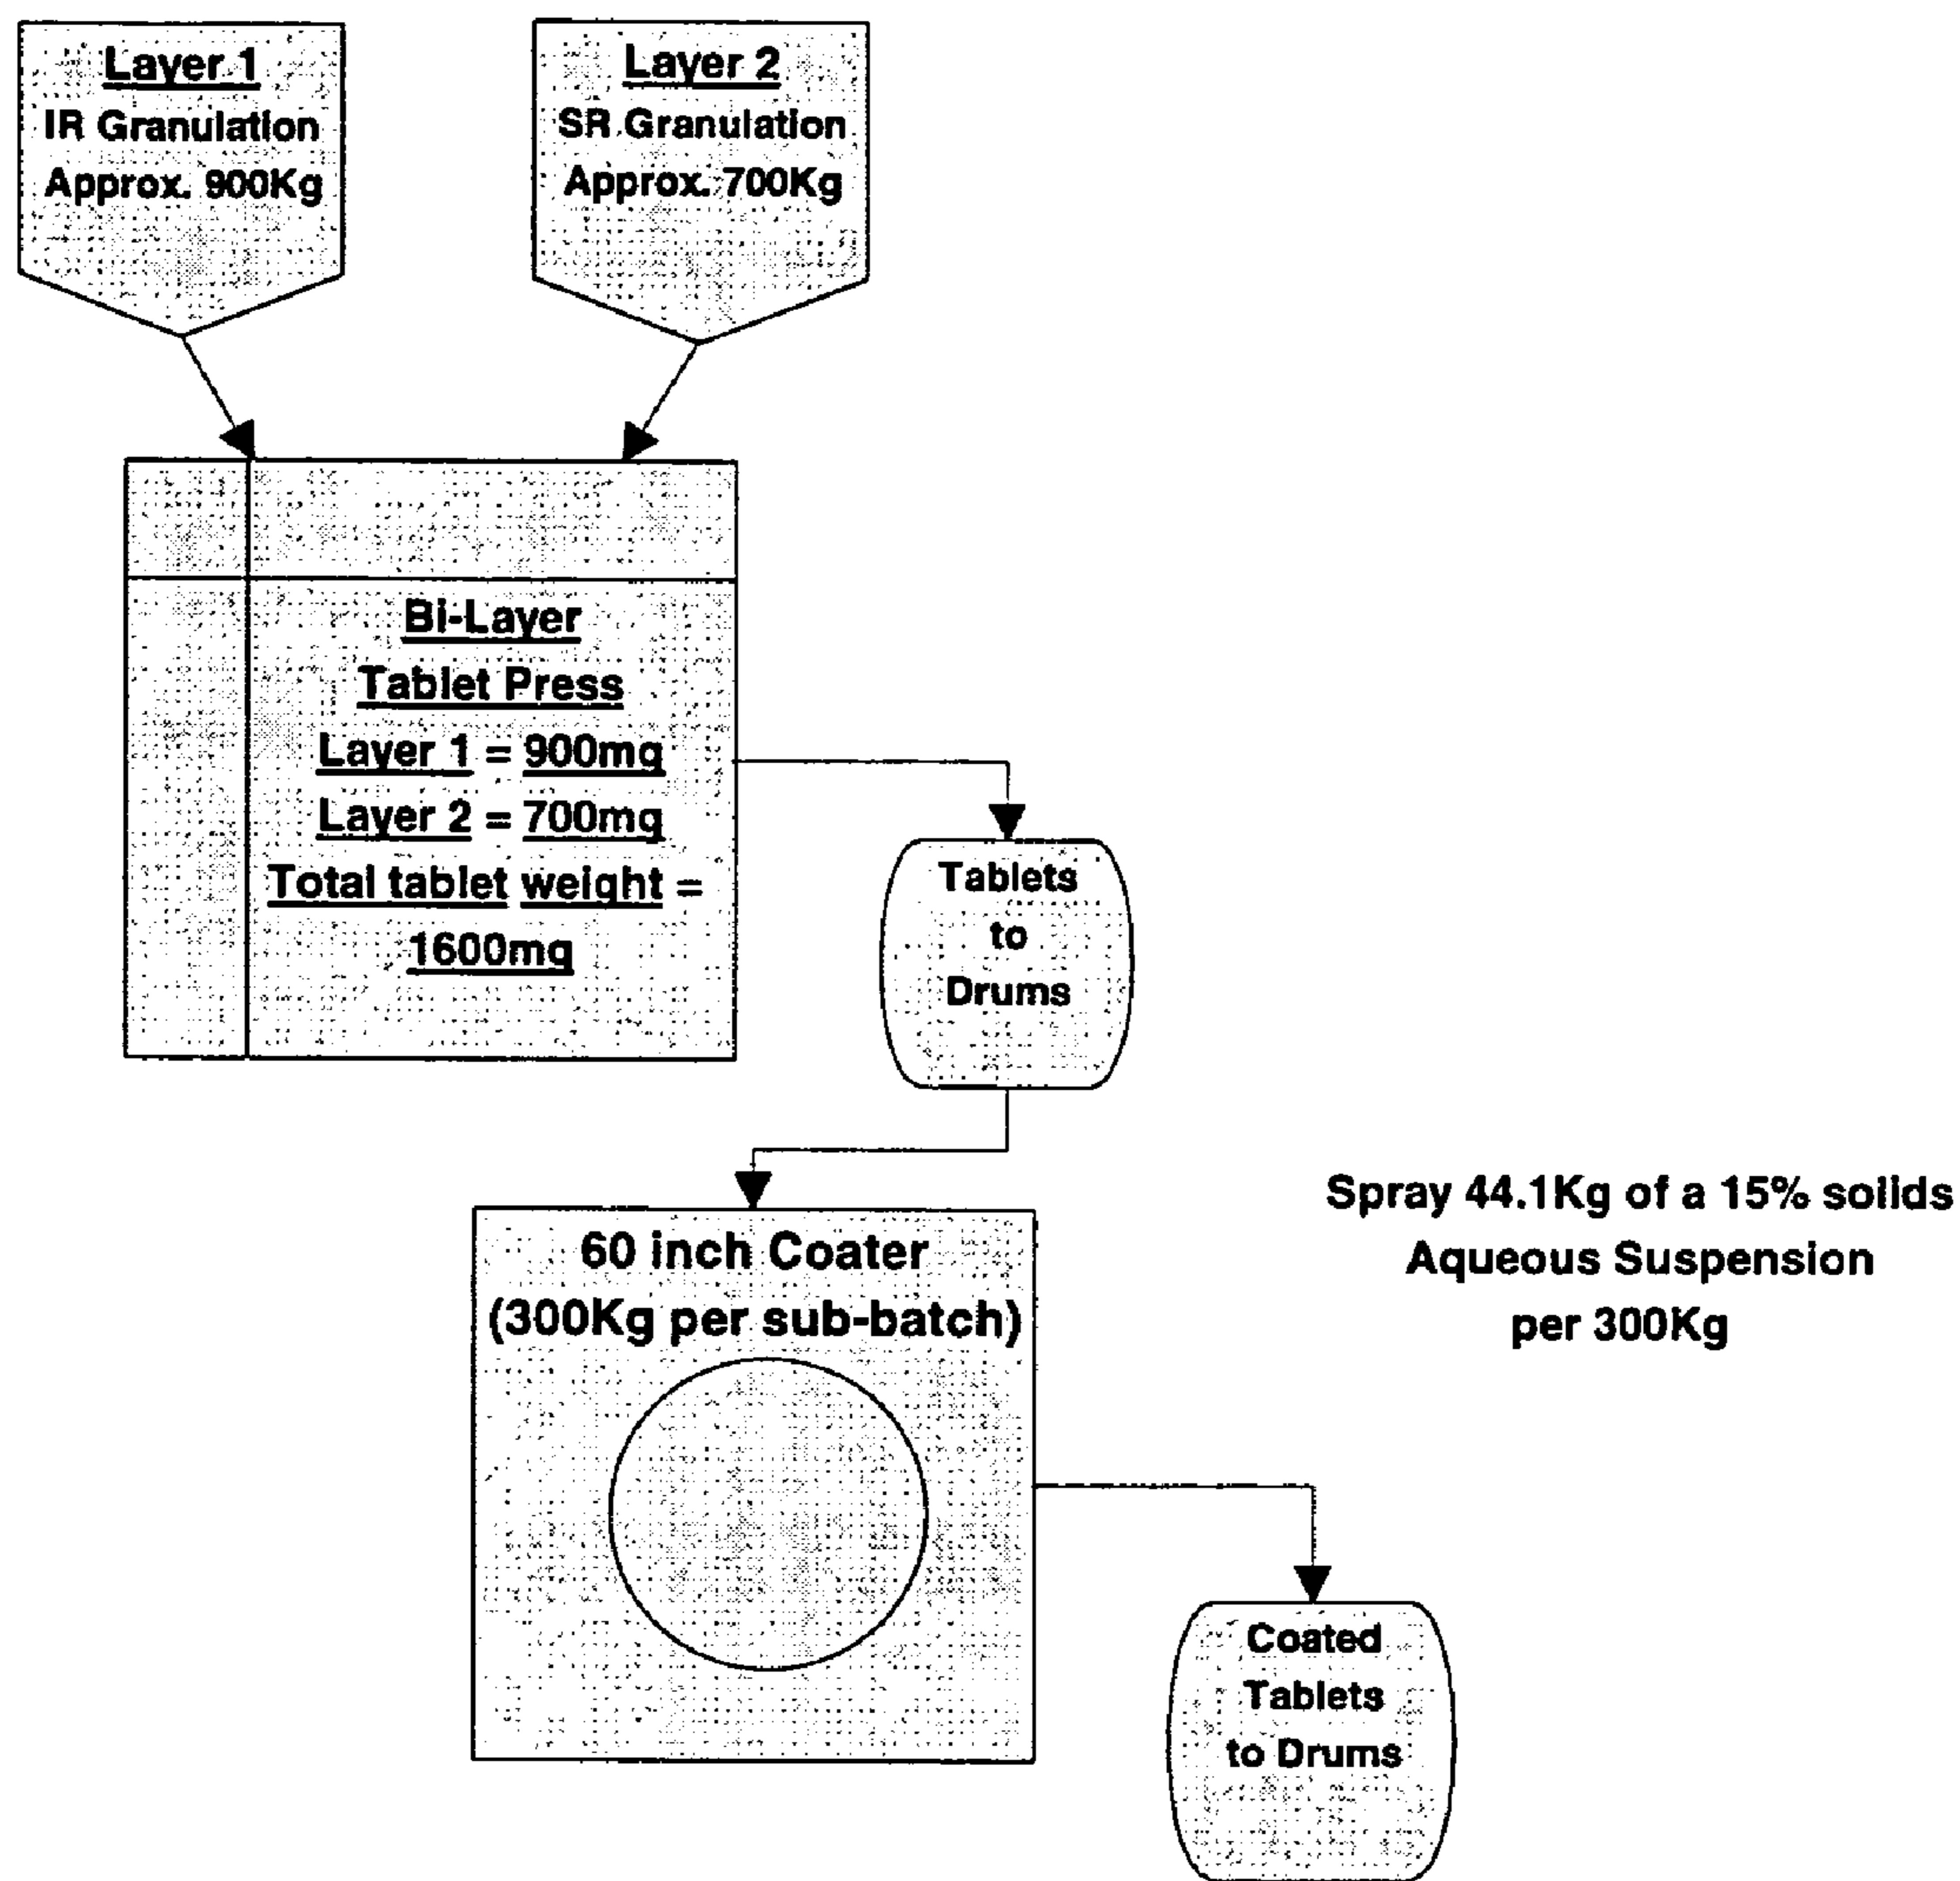 Layer 1
IR Granulation
Approx. 900Kg
Layer 2
SR Granulation
Approx. 700Kg
Bi-Layer
Tablet Press
Layer 1 = 900mg
Layer 2 = 700mg
Total tablet weight =
1600mg
Tablets
to
Drums
60 inch Coater
(300Kg per sub-batch)
Spray 44.1Kg of a 15% solids
Aqueous Suspension
per 300Kg
Coated
Tablets
to Drums